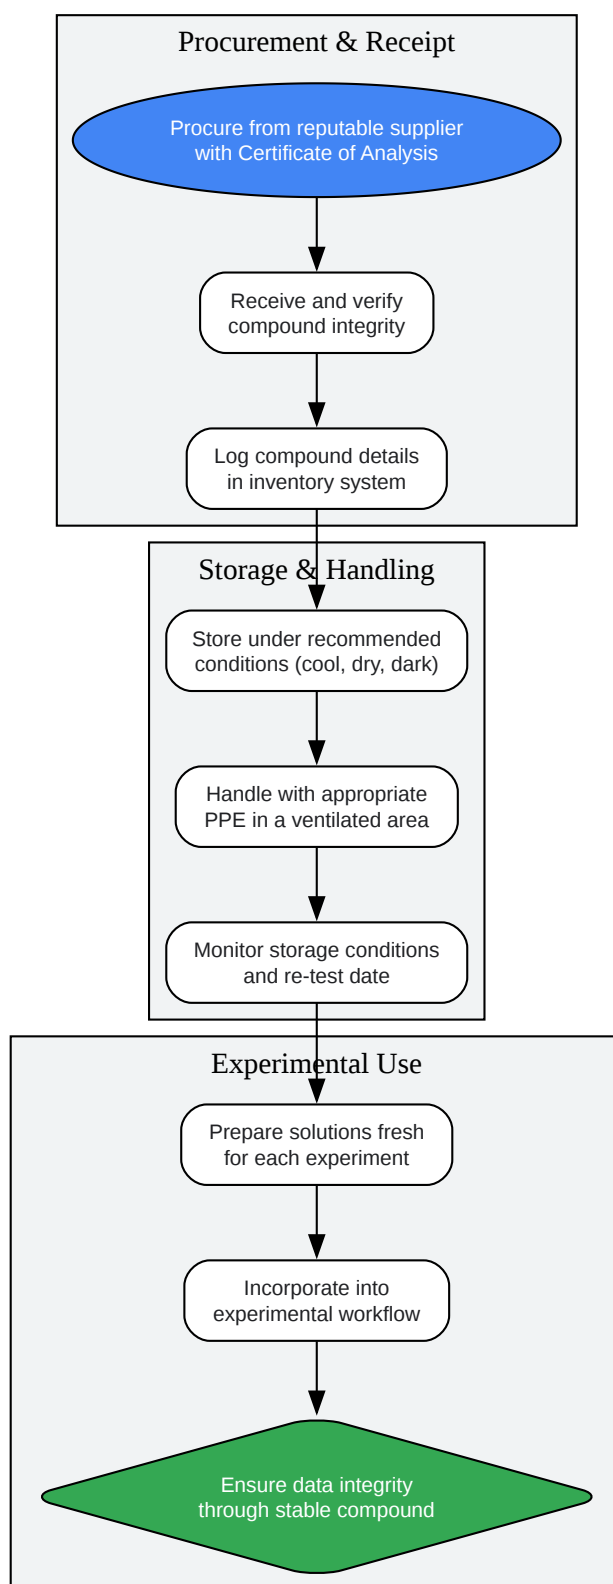 Procurement & Receipt
Procure from reputable supplier
with Certificate of Analysis
Receive and verify
compound integrity
Log compound details
in inventory system
Storage & Handling
Store under recommended
conditions (cool, dry, dark)
Handle with appropriate
PPE in a ventilated area
Monitor storage conditions
and re-test date
Experimental Use
Prepare solutions fresh
for each experiment
Incorporate into
experimental workflow
Ensure data integrity
through stable compound